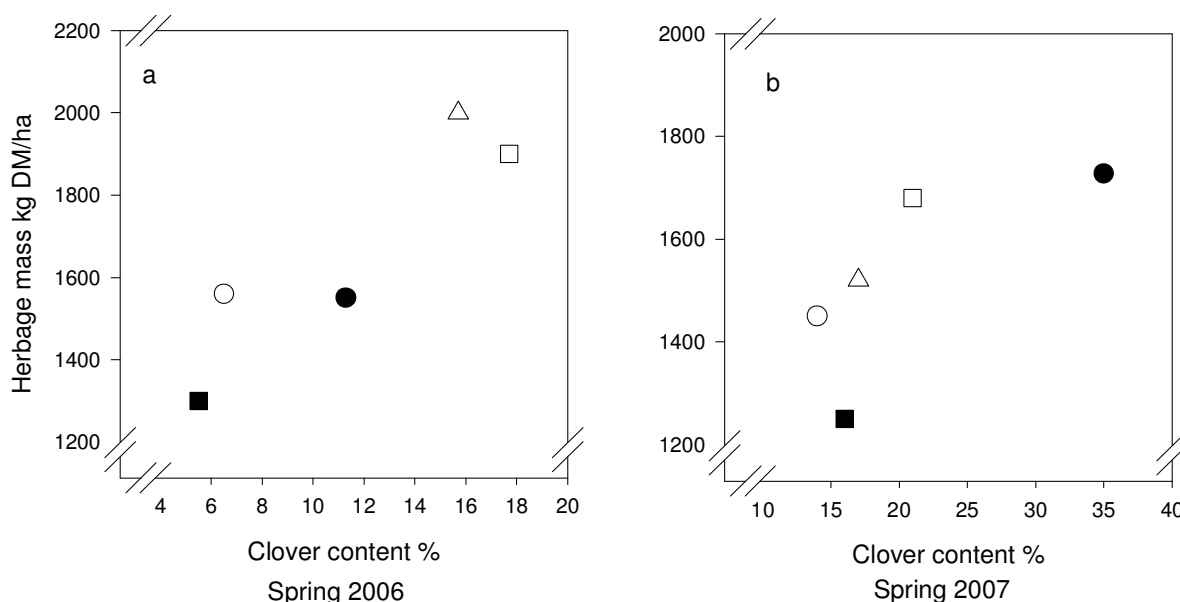 a
Herbage mass kg DM/ha
2200
2000
1800
1600
1400
1200
4 6 8 10 12 14 16 18 20
Clover content %
Spring 2006
b
2000
1800
1600
1400
1200
10 15 20 25 30 35 40
Clover content %
Spring 2007